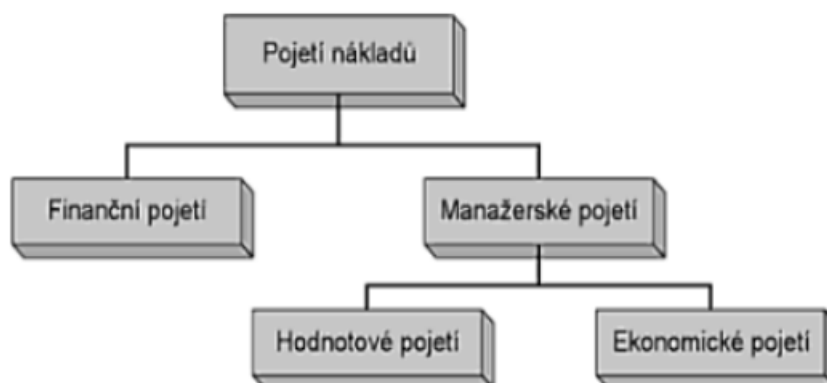 Pojetí nákladů
Finanční pojetí
Manažerské pojetí
Hodnotové pojetí
Ekonomické pojetí